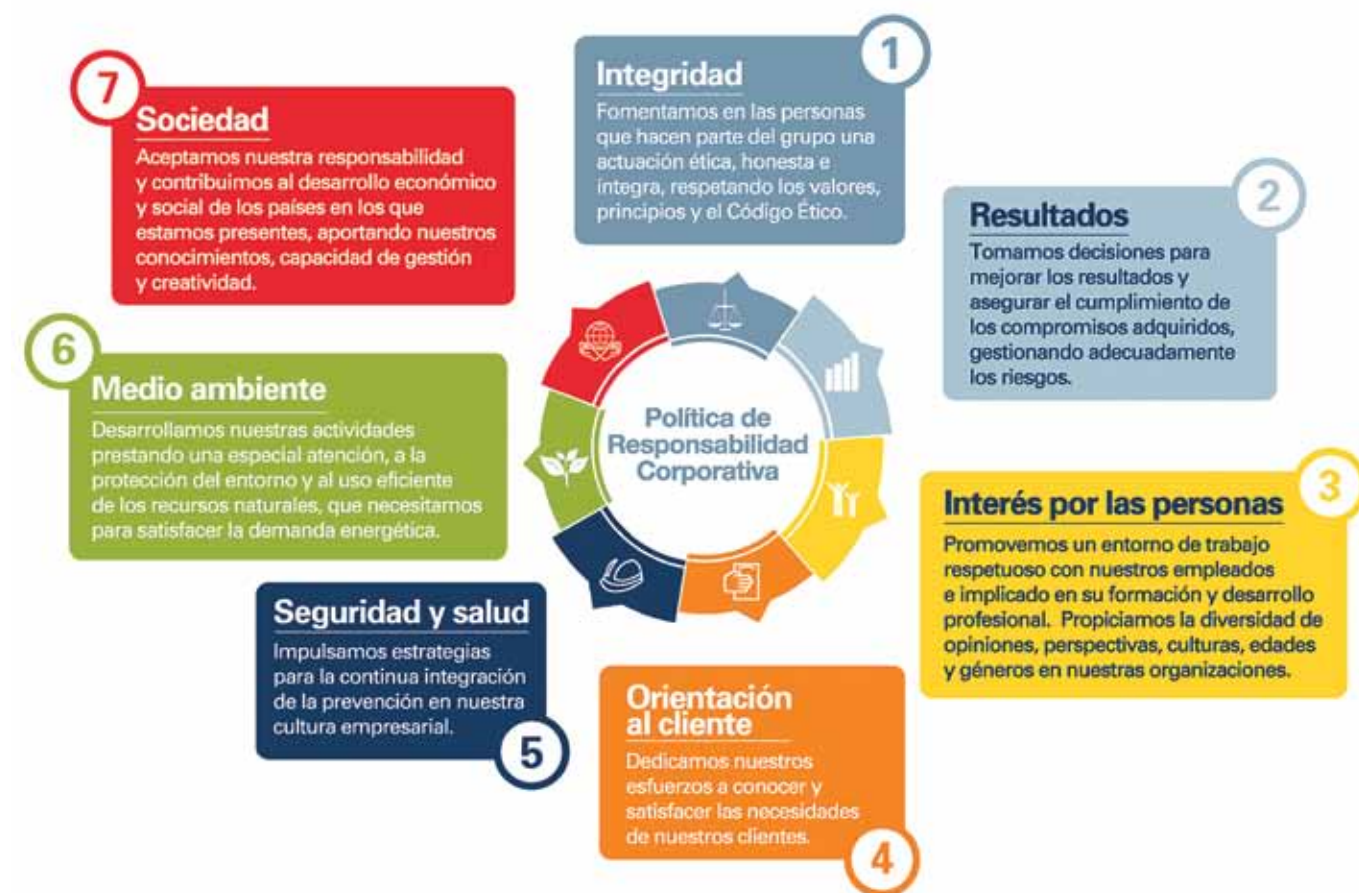 Política de
Responsabilidad
Corporativa
1
Integridad
Fomentamos en las personas
que hacen parte del grupo una
actuación ética, honesta e
íntegra, respetando los valores,
principios y el Código Ético.
2
Resultados
Tomamos decisiones para
mejorar los resultados y
asegurar el cumplimiento de
los compromisos adquiridos,
gestionando adecuadamente
los riesgos.
3
Interés por las personas
Promovemos un entorno de trabajo
respetuoso con nuestros empleados
e implicado en su formación y desarrollo
profesional. Propiciamos la diversidad de
opiniones, perspectivas, culturas, edades
y géneros en nuestras organizaciones.
4
Orientación
al cliente
Dedicamos nuestros
esfuerzos a conocer y
satisfacer las necesidades
de nuestros clientes.
5
Seguridad y salud
Impulsamos estrategias
para la continua integración
de la prevención en nuestra
cultura empresarial.
6
Medio ambiente
Desarrollamos nuestras actividades
prestando una especial atención, a la
protección del entorno y al uso eficiente
de los recursos naturales, que necesitamos
para satisfacer la demanda energética.
7
Sociedad
Aceptamos nuestra responsabilidad
y contribuimos al desarrollo económico
y social de los países en los que
estamos presentes, aportando nuestros
conocimientos, capacidad de gestión
y creatividad.